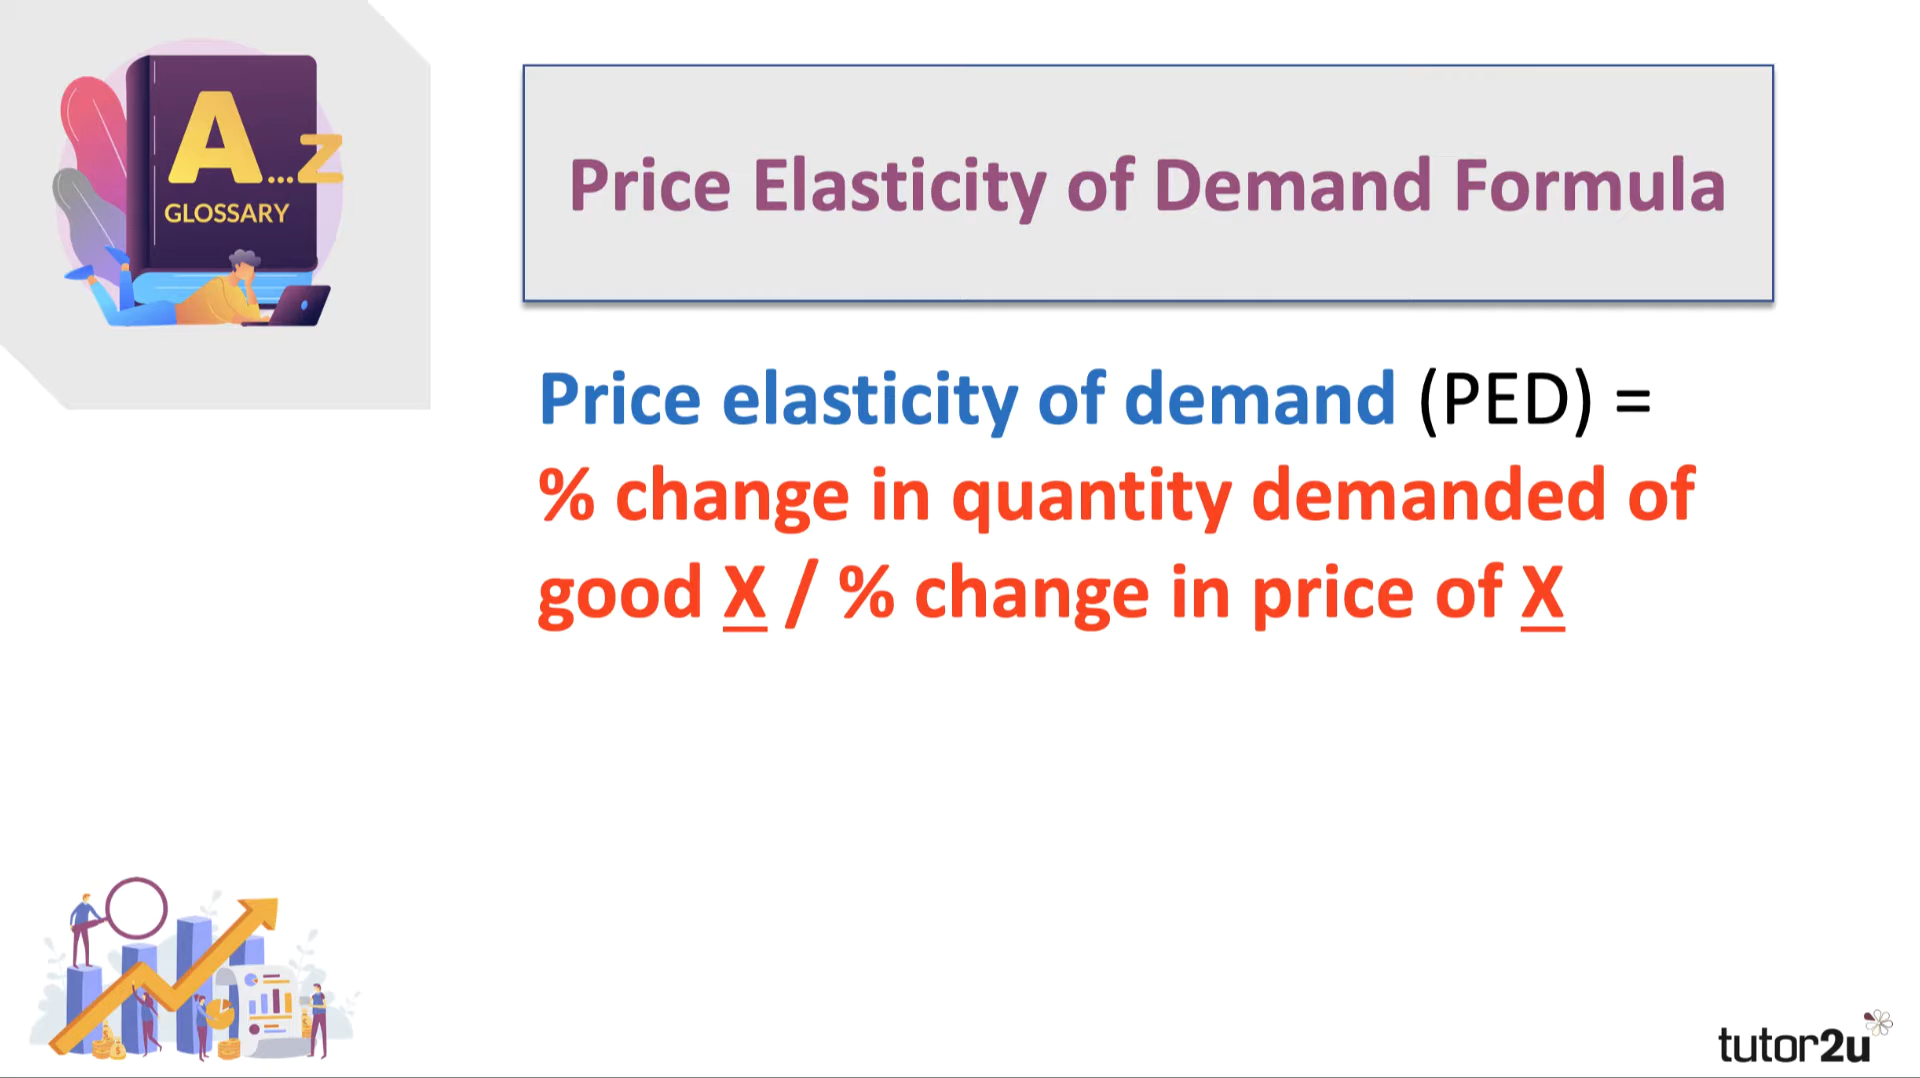 A...Z
GLOSSARY
Price Elasticity of Demand Formula
Price elasticity of demand (PED) =
% change in quantity demanded of
good X / % change in price of X
tutor2u